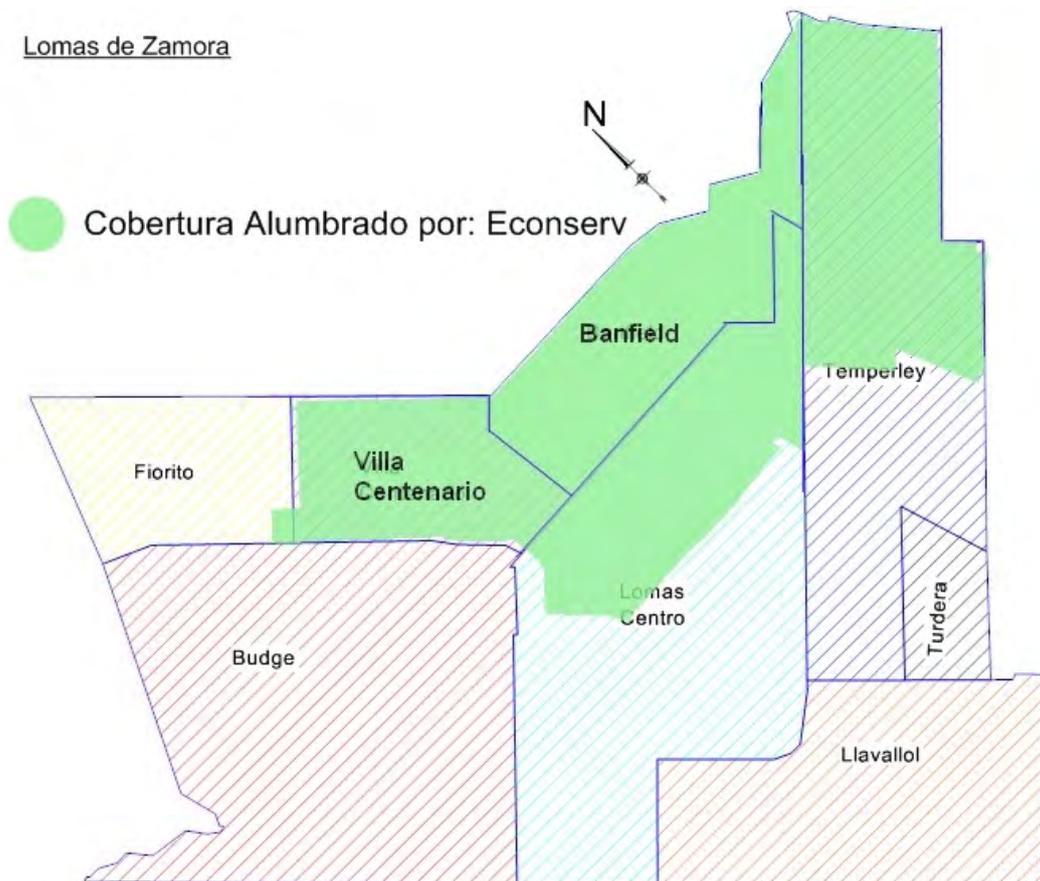 Lomas de Zamora
N
Cobertura Alumbrado por: Econserv
Banfield
Temperley
Fiorito
Villa
Centenario
Lomas
Centro
Turdera
Budge
Llavallol